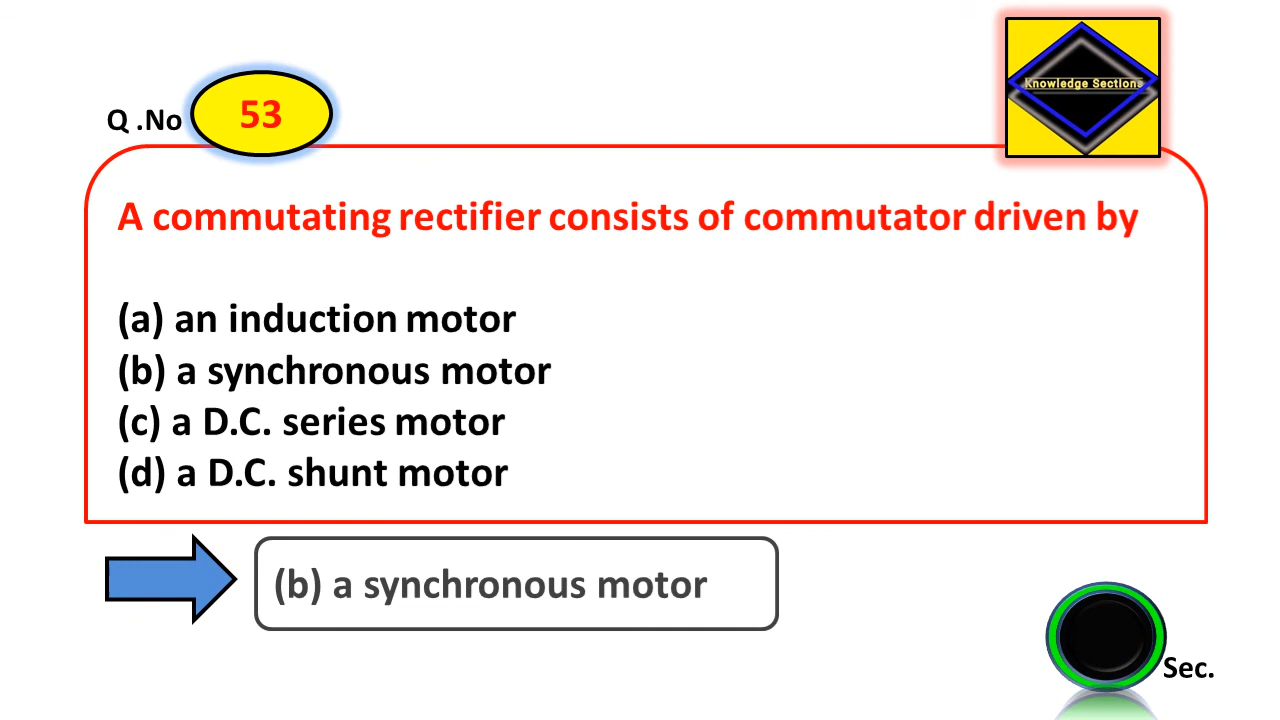 Knowledge Sections
Q .No 53
A commutating rectifier consists of commutator driven by
(a) an induction motor
(b) a synchronous motor
(c) a D.C. series motor
(d) a D.C. shunt motor
(b) a synchronous motor
Sec.